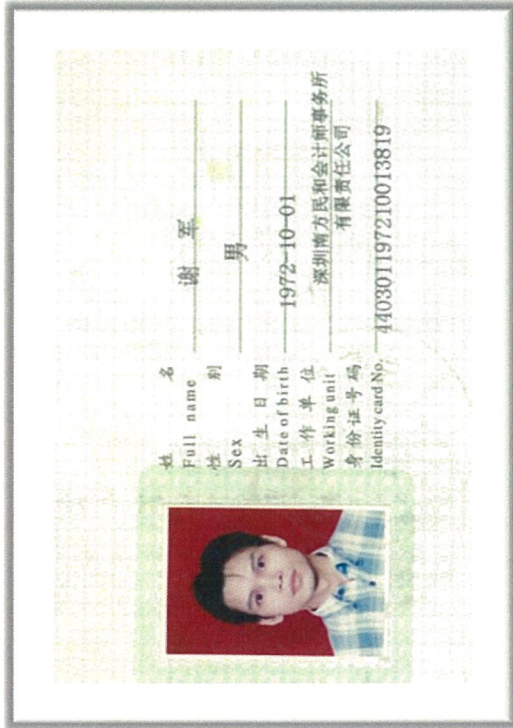 姓名 谢军
Full name
性别 男
Sex
出生日期 1972-10-01
Date of birth
工作单位 深圳南方民和会计师事务所
Working unit 有限责任公司
身份证号码
Identity card No. 440301197210013819